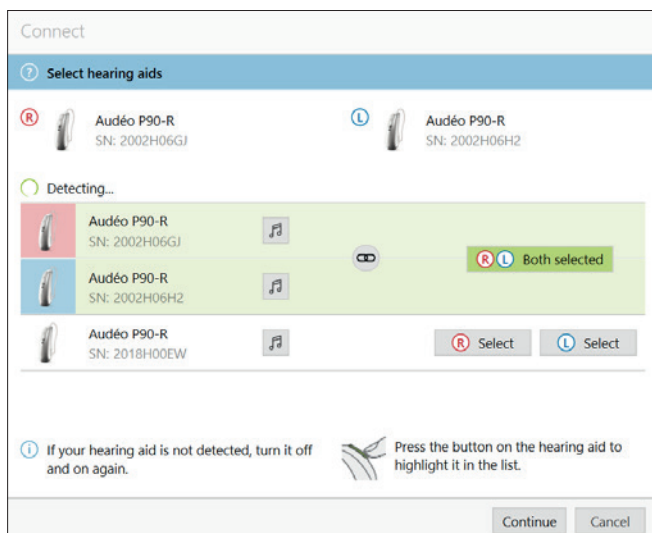 Connect
? Select hearing aids
R Audéo P90-R
SN: 2002H06GJ
L Audéo P90-R
SN: 2002H06H2
Detecting...
Audéo P90-R
SN: 2002H06GJ
R L Both selected
Audéo P90-R
SN: 2002H06H2
Audéo P90-R
SN: 2018H00EW
R Select
L Select
i If your hearing aid is not detected, turn it off
and on again.
Press the button on the hearing aid to
highlight it in the list.
Continue
Cancel